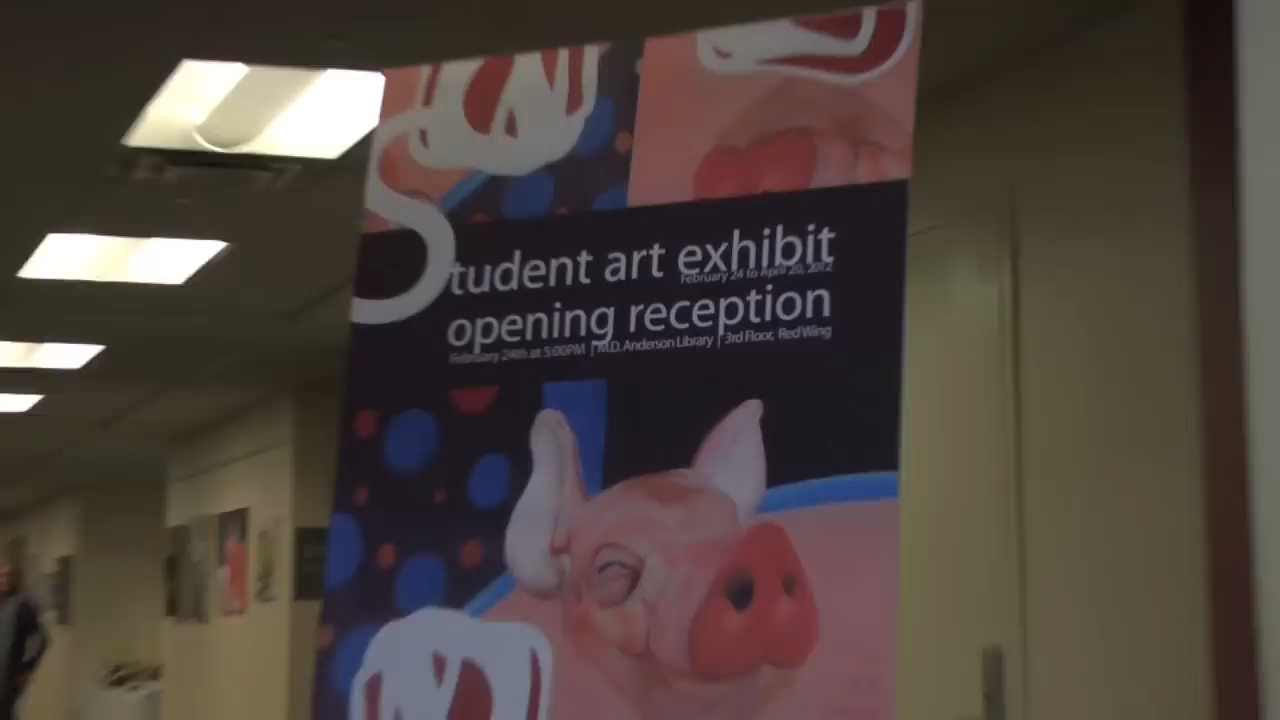 Student art exhibit
February 24 to April 20, 2012
opening reception
February 24th at 5:00PM | M.D. Anderson Library | 3rd Floor, Red Wing